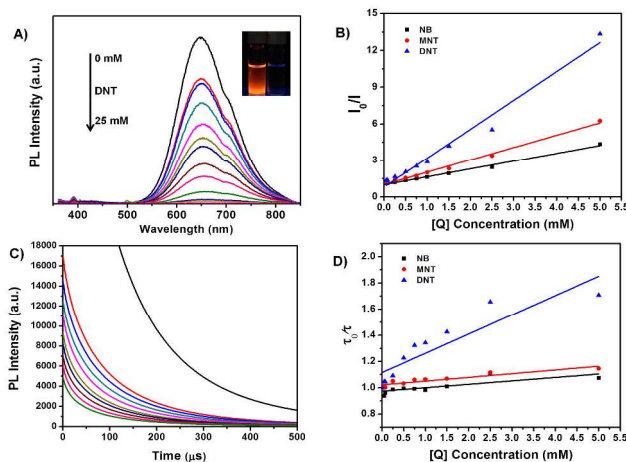 A)
0 mM
DNT
25 mM
PL Intensity (a.u.)
400 500 600 700 800
Wavelength (nm)
B)
NB
MNT
DNT
I₀/I
15
12
9
6
3
0
0.0 0.5 1.0 1.5 2.0 2.5 3.0 3.5 4.0 4.5 5.0 5.5
[Q] Concentration (mM)
C)
PL Intensity (a.u.)
18000
16000
14000
12000
10000
8000
6000
4000
2000
0
0 100 200 300 400 500
Time (μs)
D)
NB
MNT
DNT
τ₀/τ
2.0
1.8
1.6
1.4
1.2
1.0
0.8
0.0 0.5 1.0 1.5 2.0 2.5 3.0 3.5 4.0 4.5 5.0 5.5
[Q] Concentration (mM)